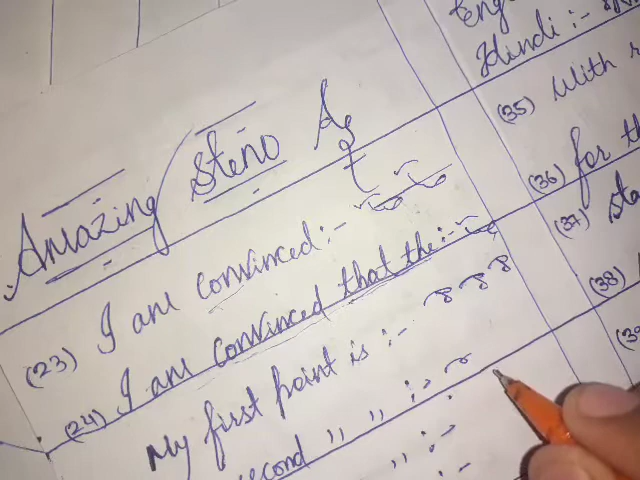 Amazing Steno
(23) I am convinced :-
(24) I am convinced that the :-
My first point is :-
second " " :-
" :-
:-
Eng
Hindi :-
(35) With
(36) for th
(37) sta
(38)